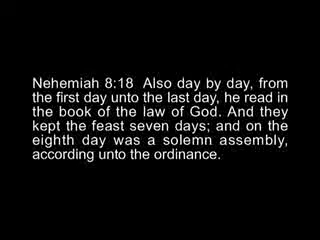 Nehemiah 8:18  Also day by day, from
the first day unto the last day, he read in
the book of the law of God. And they
kept the feast seven days; and on the
eighth day was a solemn assembly,
according unto the ordinance.